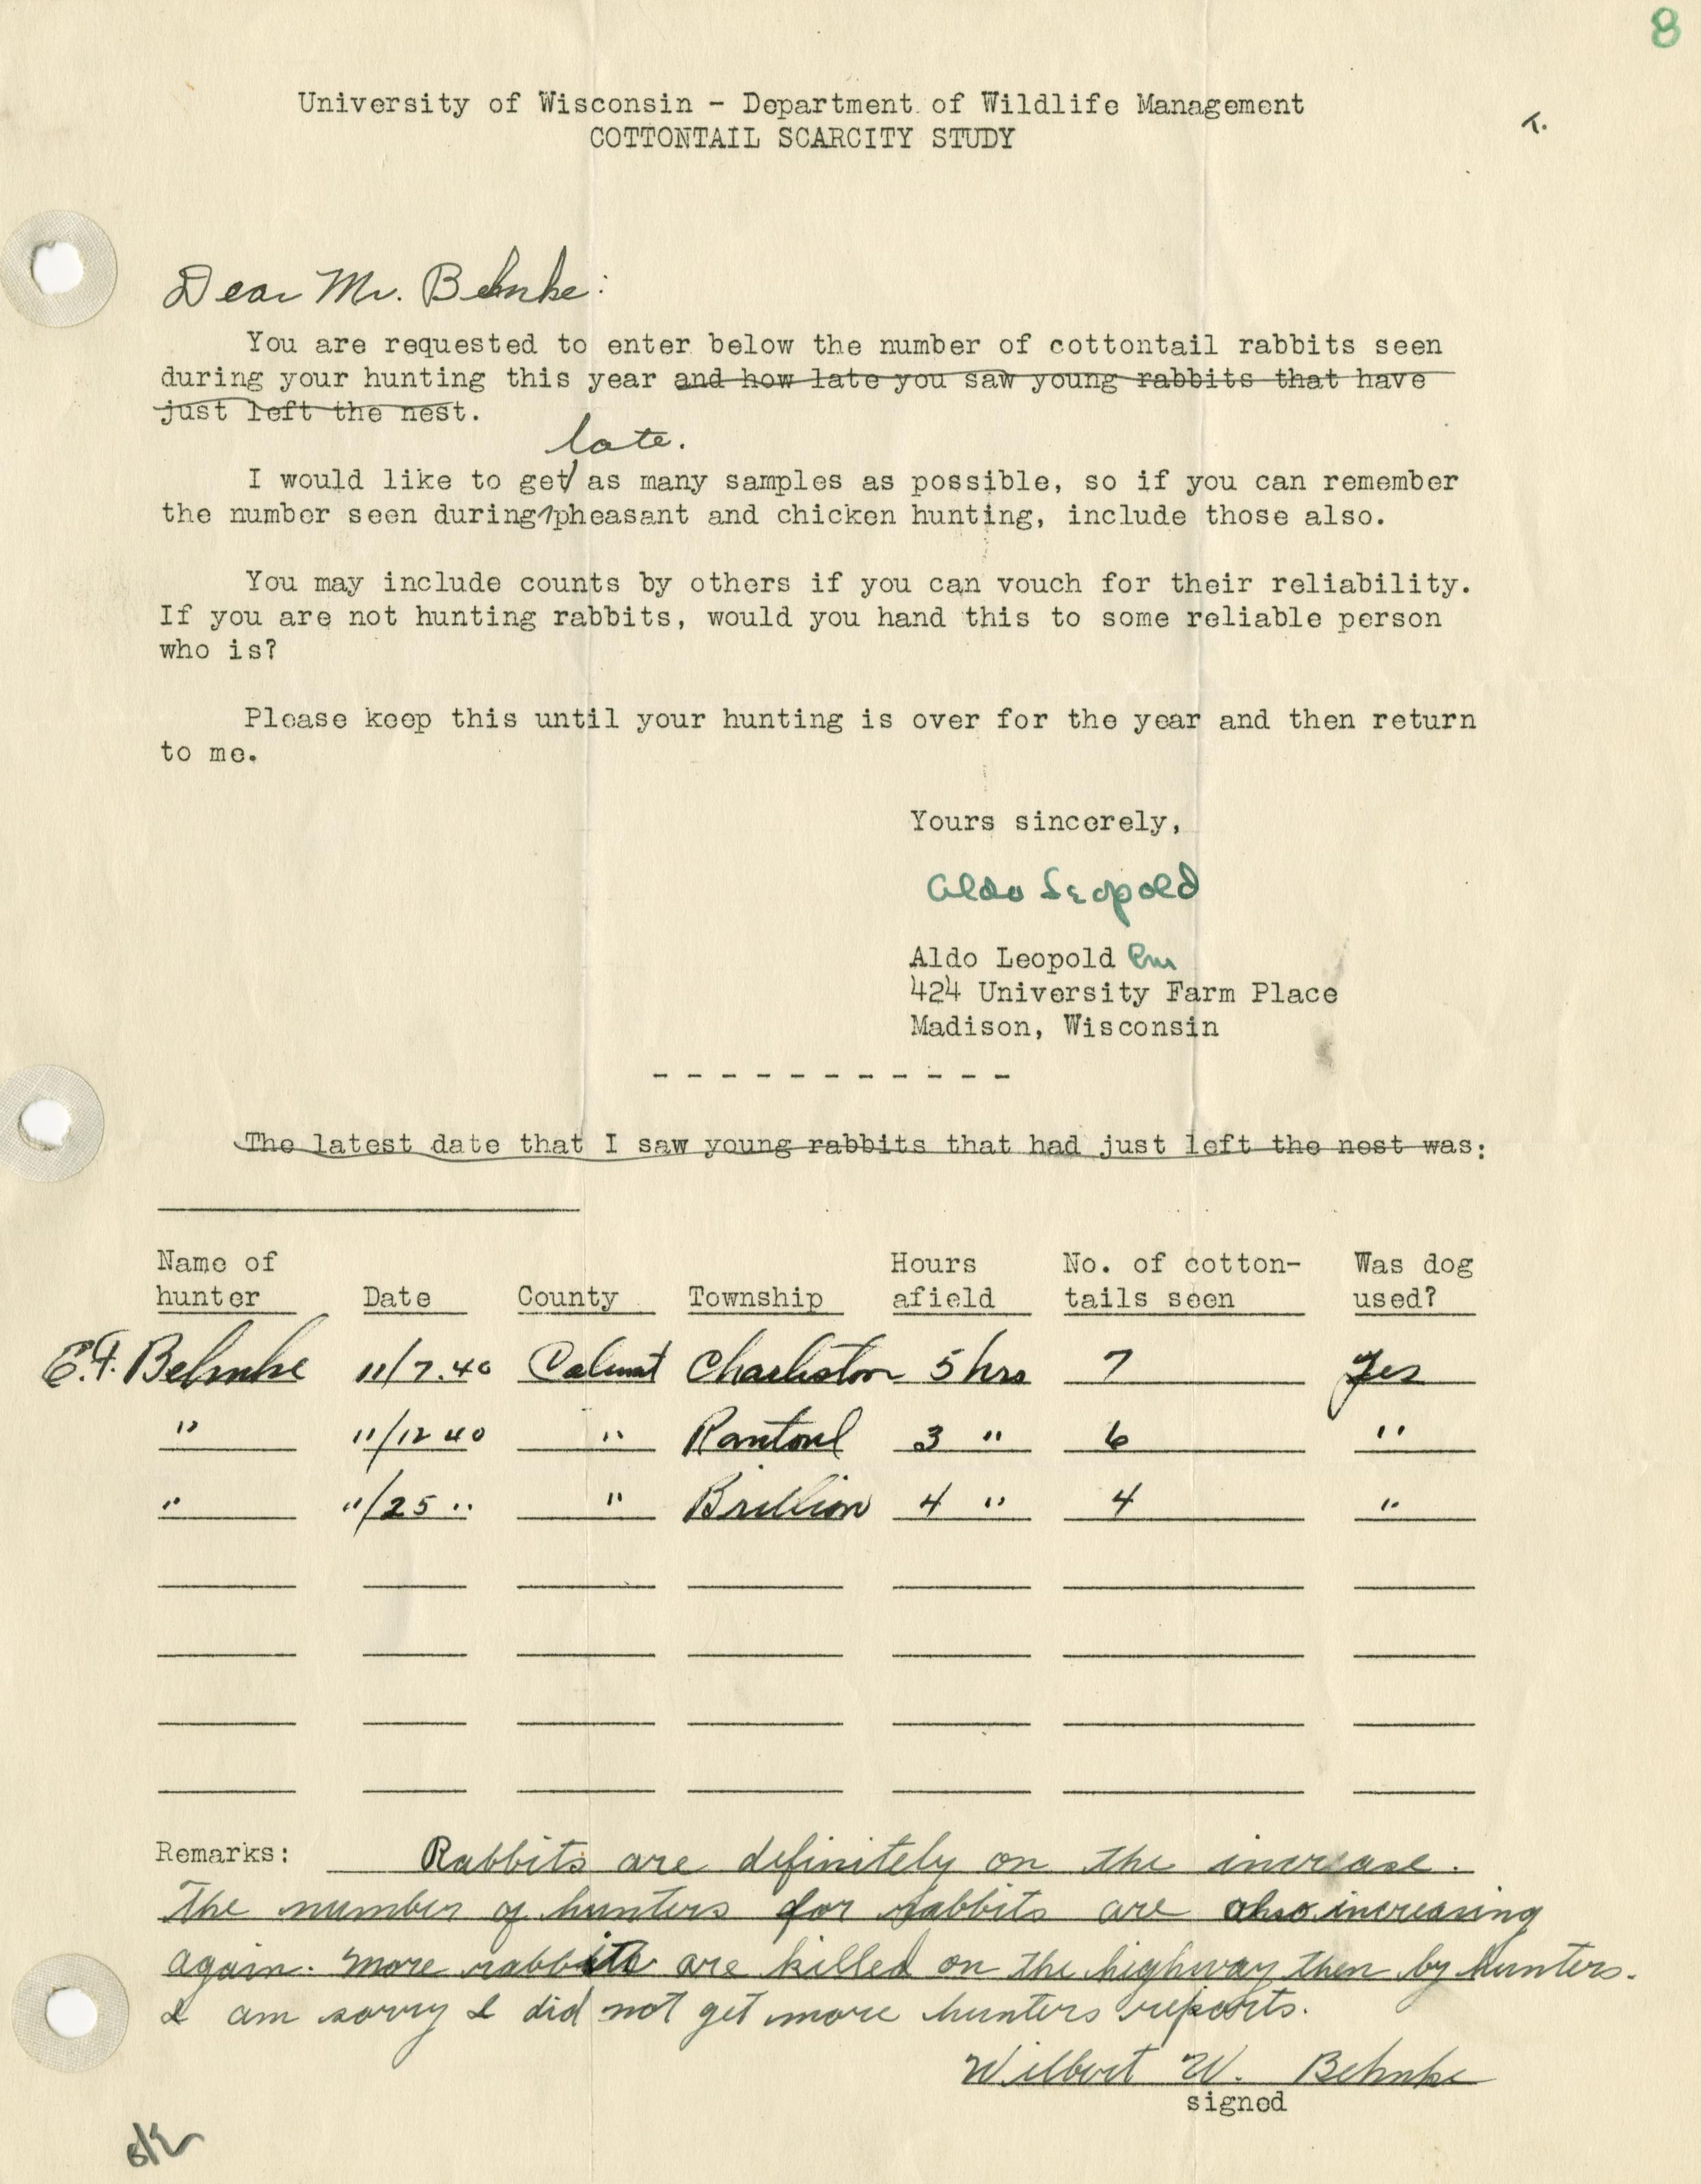 8
University of Wisconsin - Department of Wildlife Management
COTTONTAIL SCARCITY STUDY
Dear Mr. Behnke:
You are requested to enter below the number of cottontail rabbits seen
during your hunting this year and how late you saw young rabbits that have
just left the nest.
late.
I would like to get as many samples as possible, so if you can remember
the number seen during pheasant and chicken hunting, include those also.
You may include counts by others if you can vouch for their reliability.
If you are not hunting rabbits, would you hand this to some reliable person
who is?
Please keep this until your hunting is over for the year and then return
to me.
Yours sincerely,
Aldo Leopold
Aldo Leopold
424 University Farm Place
Madison, Wisconsin
- - - - - - - - - - -
The latest date that I saw young rabbits that had just left the nest was:
Name of hunter Date County Township Hours afield No. of cotton-tails seen Was dog used?
E.F. Behnke 11/7.40 Calumet Charleston 5 hrs 7 Yes
" 11/12 40 " Rantoul 3 " 6 "
" 11/25 " " Brillion 4 " 4 "
Remarks: Rabbits are definitely on the increase.
The number of hunters for rabbits are also increasing
again. More rabbits are killed on the highway then by hunters.
I am sorry I did not get more hunters reports.
Wilbert W. Behnke
signed